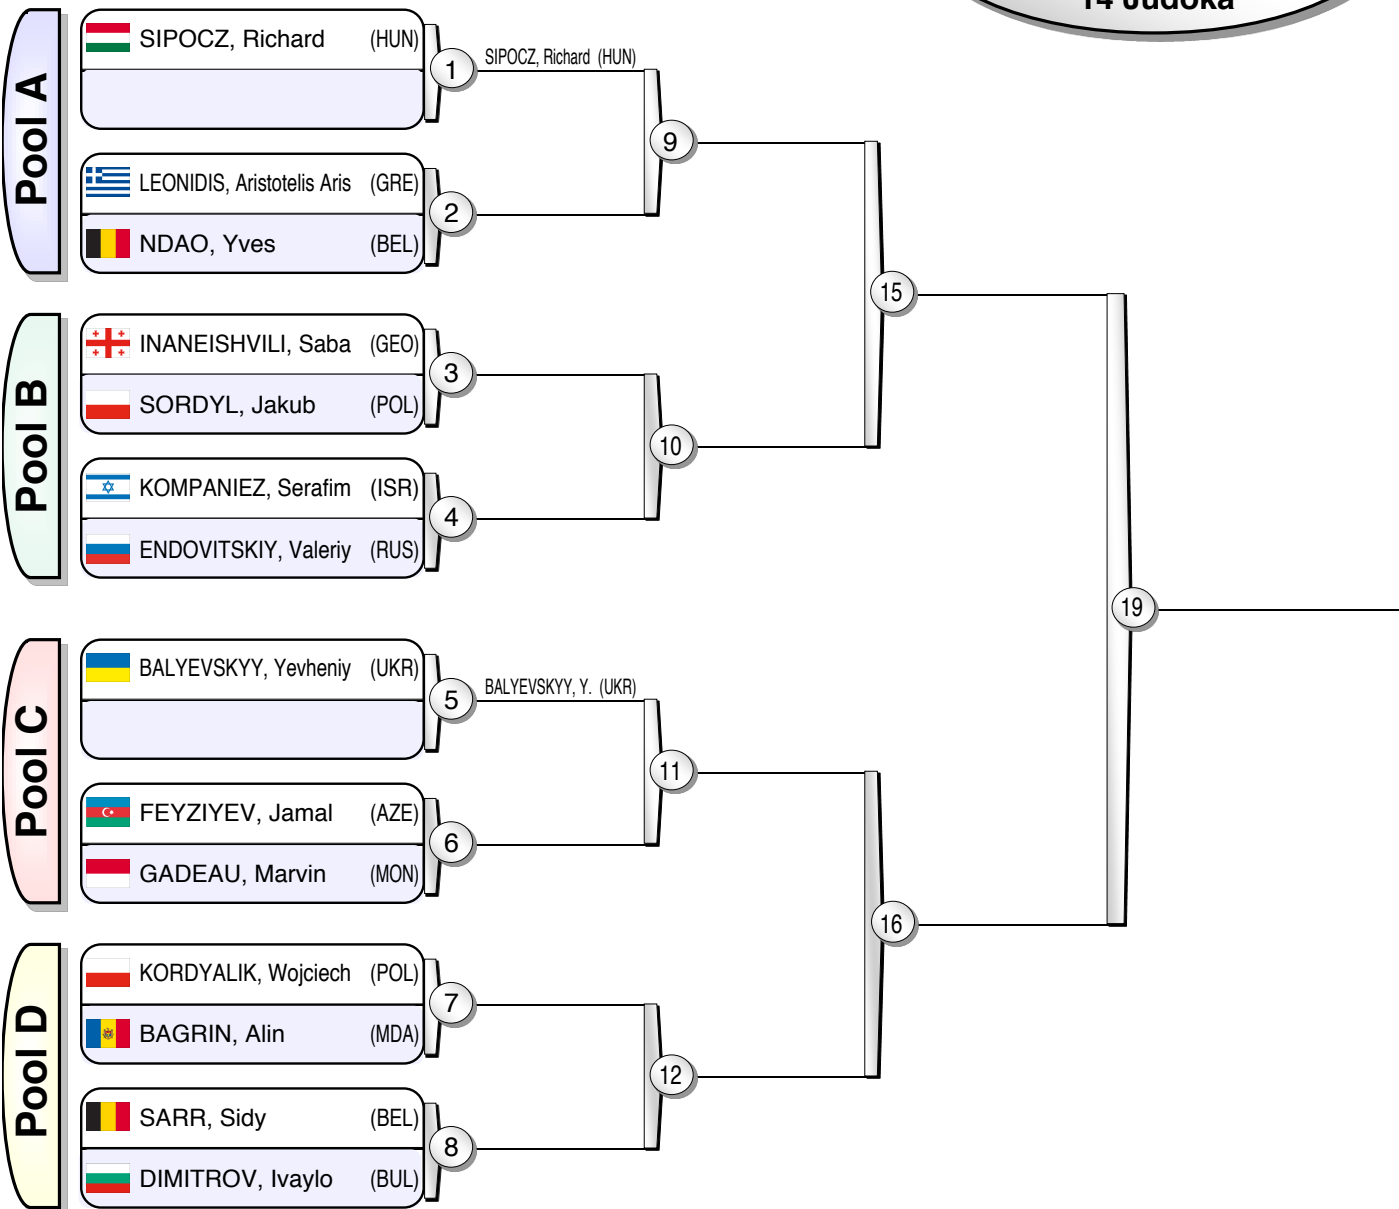 14 Judoka
Pool A
SIPOCZ, Richard (HUN)
1
SIPOCZ, Richard (HUN)
9
LEONIDIS, Aristotelis Aris (GRE)
2
NDAO, Yves (BEL)
15
Pool B
INANEISHVILI, Saba (GEO)
3
SORDYL, Jakub (POL)
10
KOMPANIEZ, Serafim (ISR)
4
ENDOVITSKIY, Valeriy (RUS)
19
Pool C
BALYEVSKYY, Yevheniy (UKR)
5
BALYEVSKYY, Y. (UKR)
11
FEYZIYEV, Jamal (AZE)
6
GADEAU, Marvin (MON)
16
Pool D
KORDYALIK, Wojciech (POL)
7
BAGRIN, Alin (MDA)
12
SARR, Sidy (BEL)
8
DIMITROV, Ivaylo (BUL)